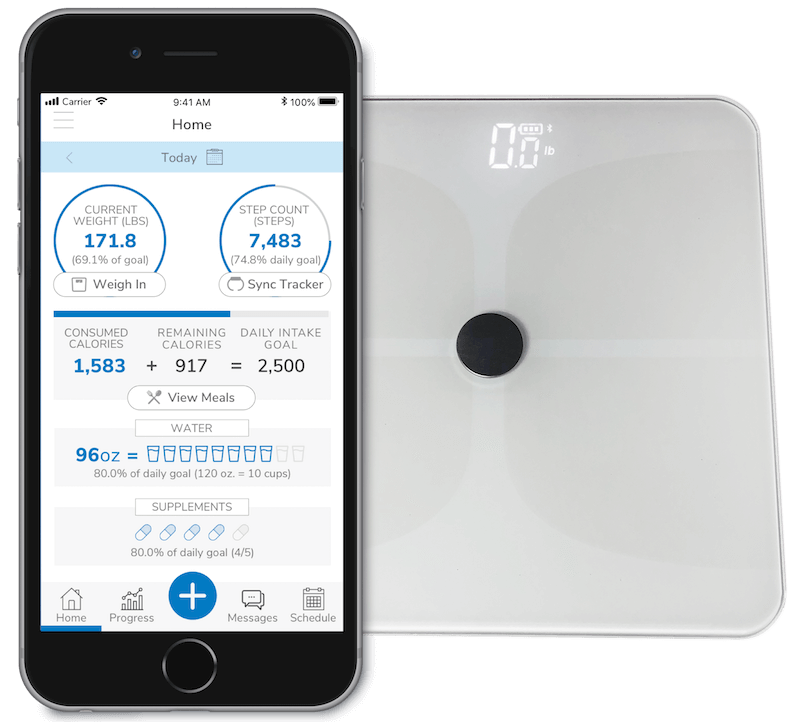 Carrier 9:41 AM 100%
Home
Today
CURRENT
WEIGHT (LBS)
171.8
(69.1% of goal)
Weigh In
STEP COUNT
(STEPS)
7,483
(74.8% daily goal)
Sync Tracker
CONSUMED
CALORIES
1,583
+
REMAINING
CALORIES
917
=
DAILY INTAKE
GOAL
2,500
View Meals
WATER
96oz =
80.0% of daily goal (120 oz. = 10 cups)
SUPPLEMENTS
80.0% of daily goal (4/5)
Home
Progress
+
Messages
Schedule
0.0 lb